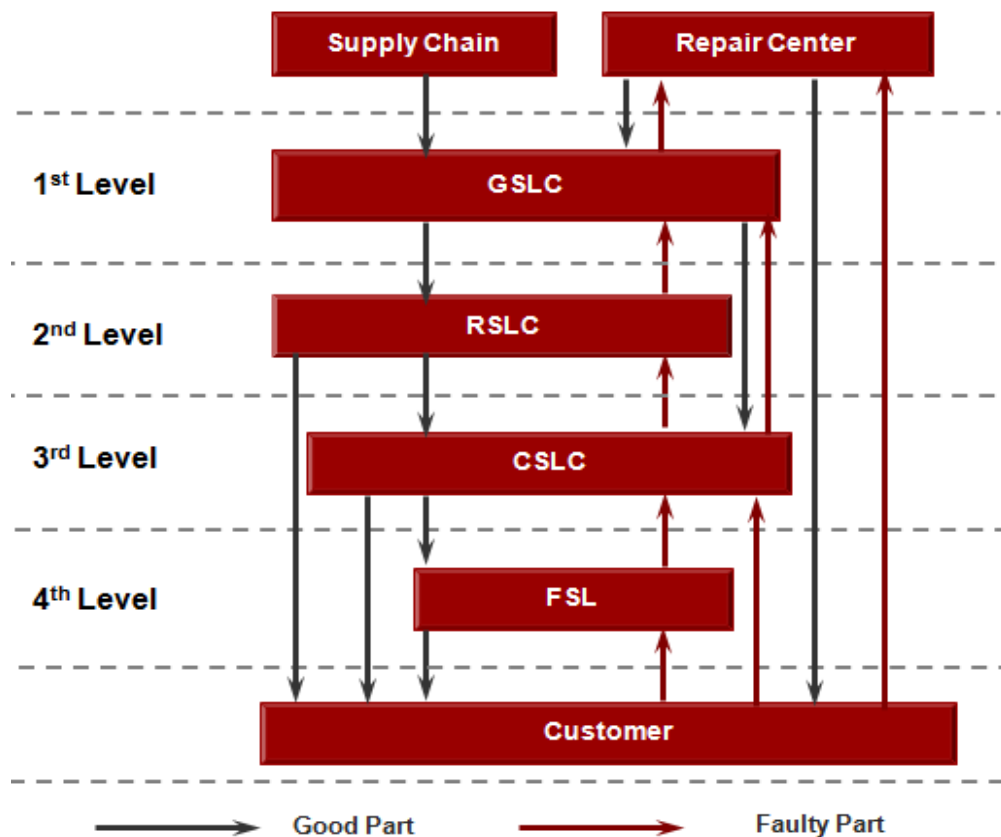 Supply Chain
Repair Center
1st Level
GSLC
2nd Level
RSLC
3rd Level
CSLC
4th Level
FSL
Customer
Good Part
Faulty Part